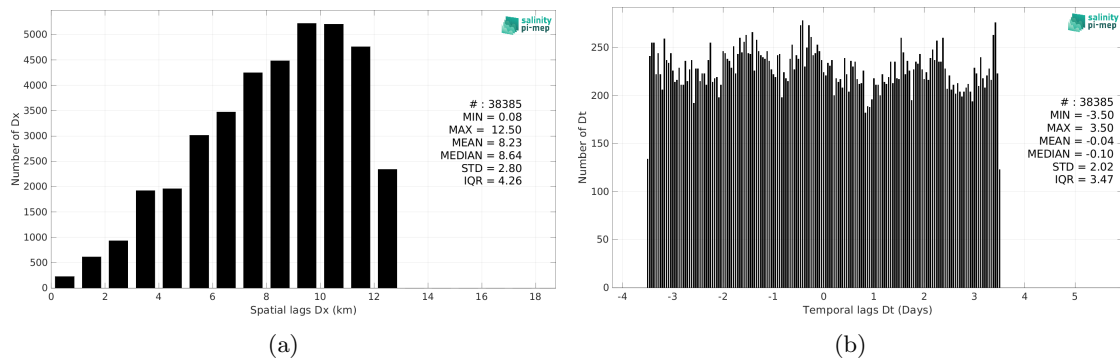 salinity
pi-mep
5000
4500
4000
3500
3000
2500
2000
1500
1000
500
0
Number of Dx
# : 38385
MIN = 0.08
MAX = 12.50
MEAN = 8.23
MEDIAN = 8.64
STD = 2.80
IQR = 4.26
0 2 4 6 8 10 12 14 16 18
Spatial lags Dx (km)
(a)
salinity
pi-mep
250
200
150
100
50
0
Number of Dt
# : 38385
MIN = -3.50
MAX = 3.50
MEAN = -0.04
MEDIAN = -0.10
STD = 2.02
IQR = 3.47
-4 -3 -2 -1 0 1 2 3 4 5
Temporal lags Dt (Days)
(b)